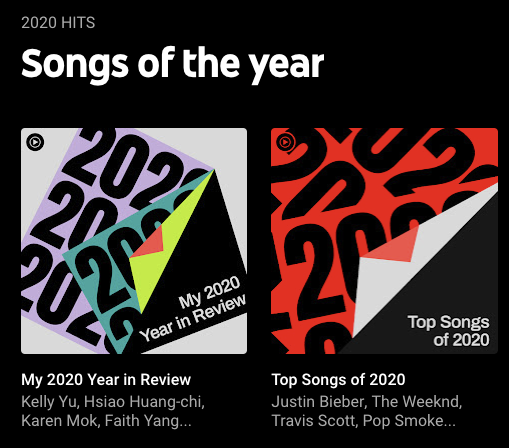 2020 HITS
Songs of the year
2020
2020
2020
2020
My 2020
Year in Review
2020
Top Songs
of 2020
My 2020 Year in Review
Kelly Yu, Hsiao Huang-chi,
Karen Mok, Faith Yang...
Top Songs of 2020
Justin Bieber, The Weeknd,
Travis Scott, Pop Smoke...